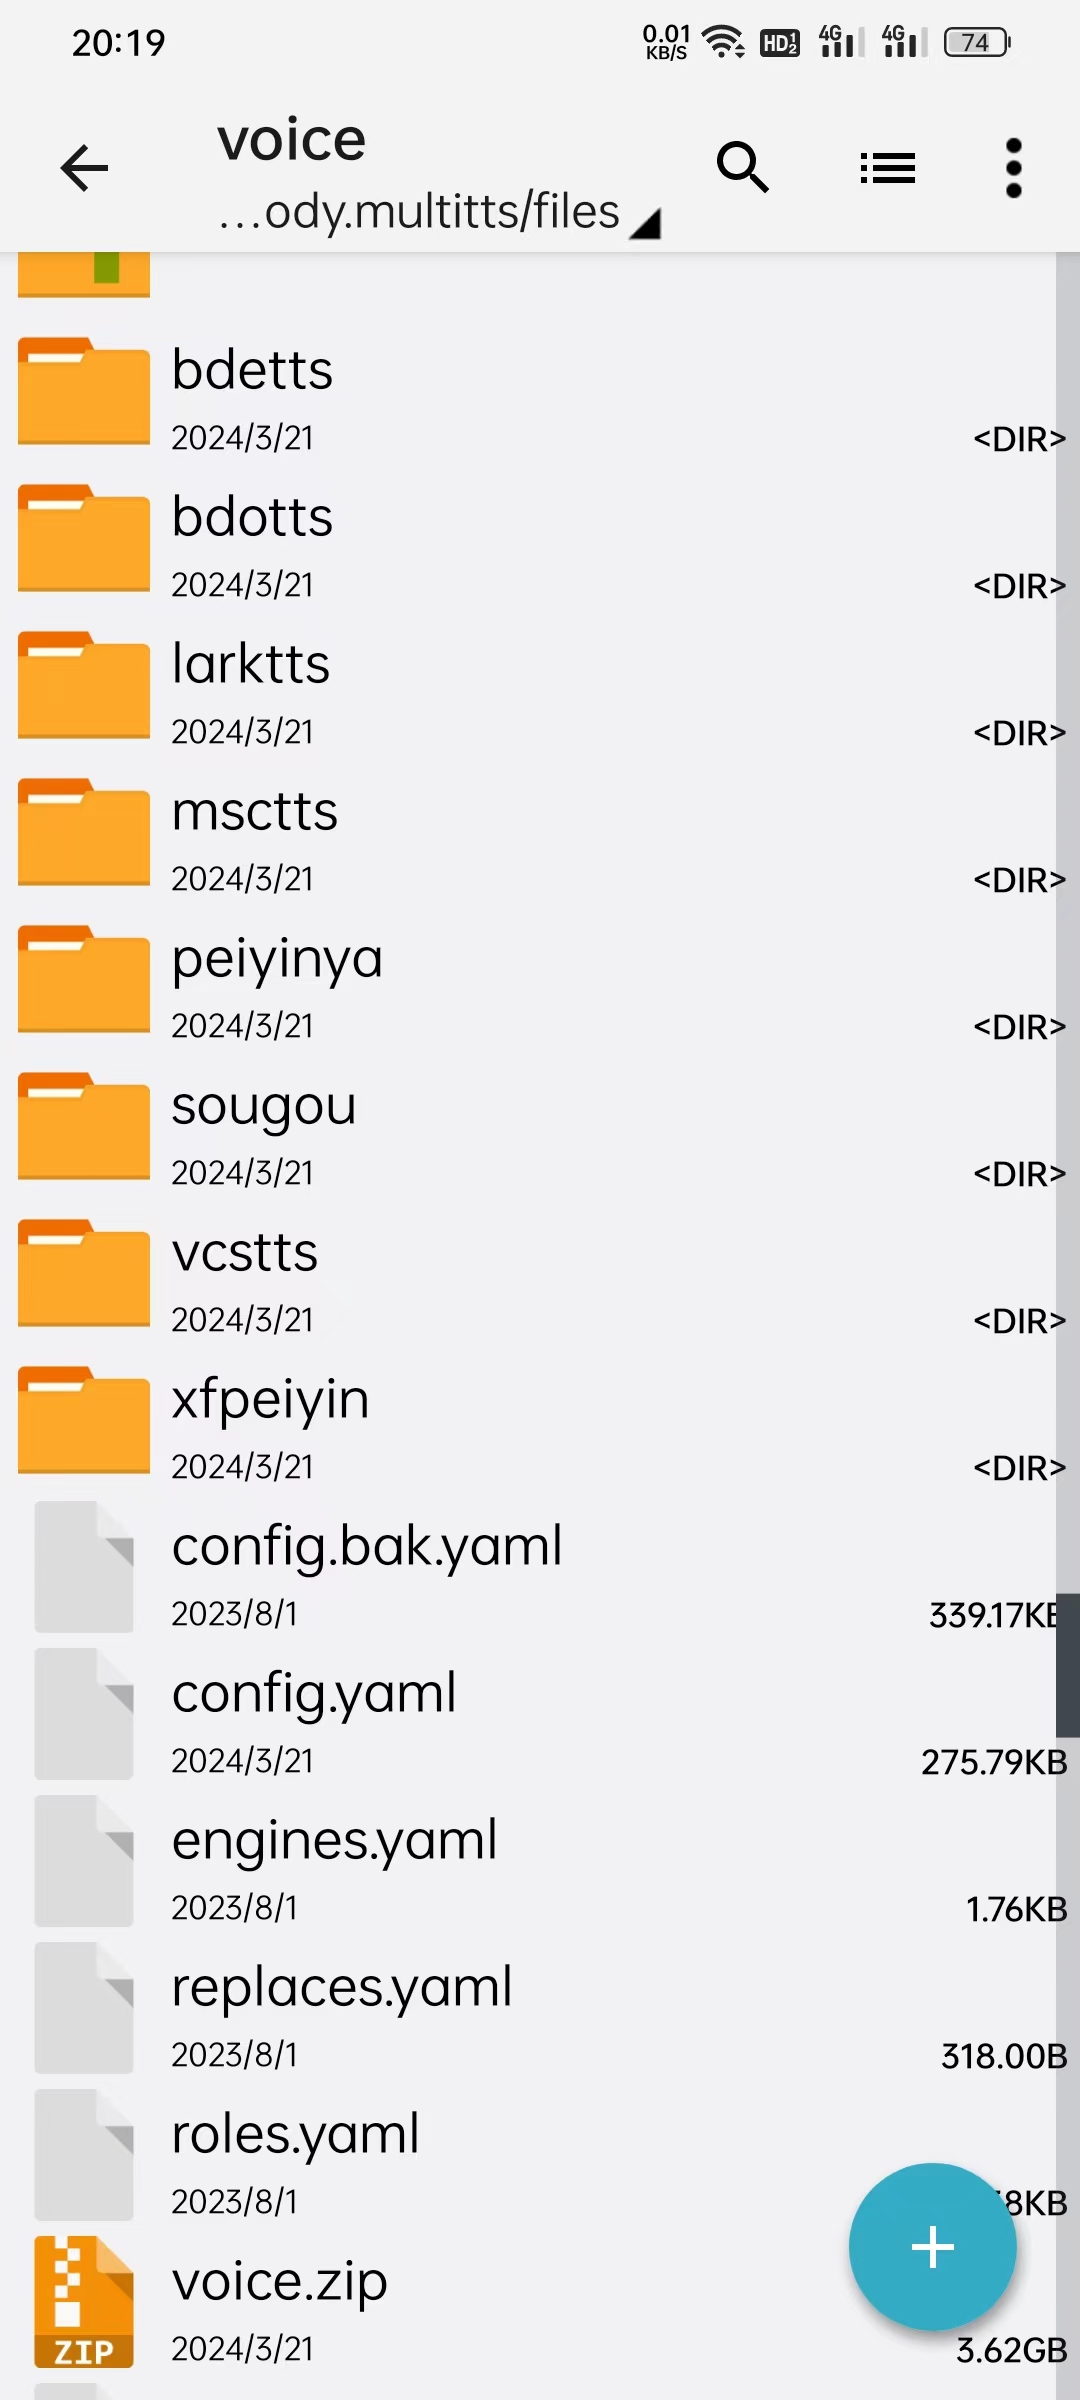 20:19
0.01
KB/S
HD 1 2
4G
4G
74
voice
...ody.multitts/files
bdetts
2024/3/21
<DIR>
bdotts
2024/3/21
<DIR>
larktts
2024/3/21
<DIR>
msctts
2024/3/21
<DIR>
peiyinya
2024/3/21
<DIR>
sougou
2024/3/21
<DIR>
vcstts
2024/3/21
<DIR>
xfpeiyin
2024/3/21
<DIR>
config.bak.yaml
2023/8/1
339.17KB
config.yaml
2024/3/21
275.79KB
engines.yaml
2023/8/1
1.76KB
replaces.yaml
2023/8/1
318.00B
roles.yaml
2023/8/1
8KB
voice.zip
ZIP
2024/3/21
3.62GB